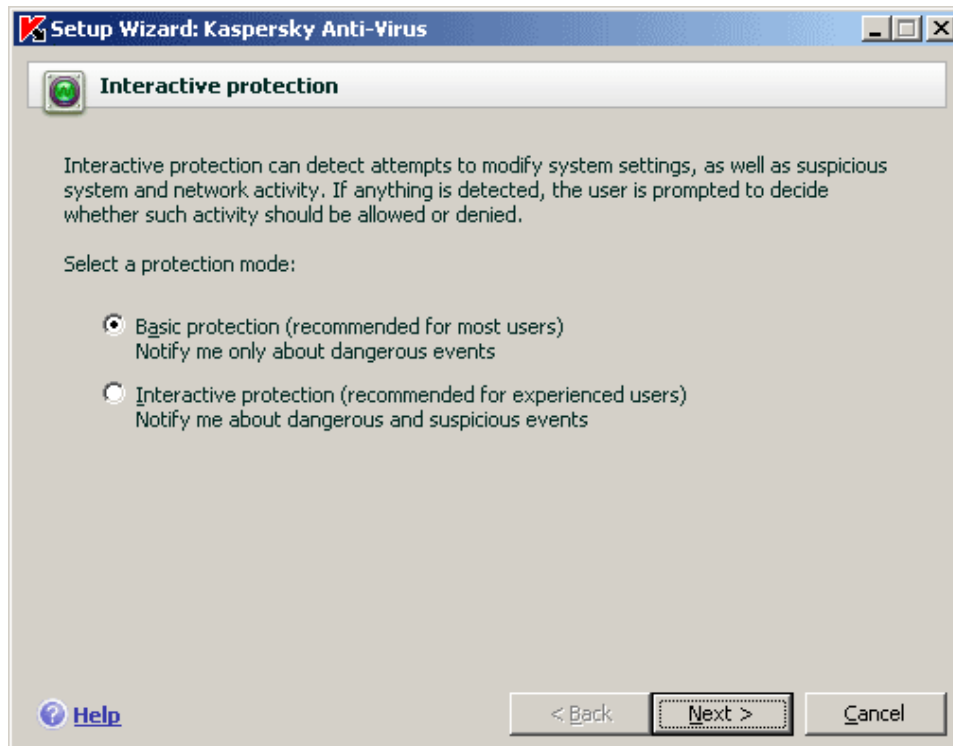 Setup Wizard: Kaspersky Anti-Virus
Interactive protection
Interactive protection can detect attempts to modify system settings, as well as suspicious
system and network activity. If anything is detected, the user is prompted to decide
whether such activity should be allowed or denied.
Select a protection mode:
Basic protection (recommended for most users)
Notify me only about dangerous events
Interactive protection (recommended for experienced users)
Notify me about dangerous and suspicious events
Help
< Back
Next >
Cancel